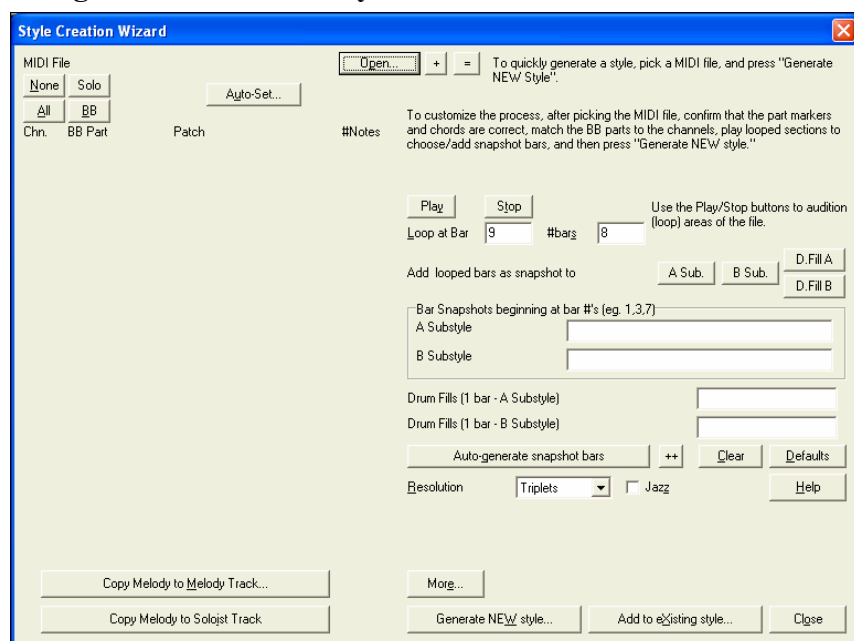 Style Creation Wizard
MIDI File
None Solo
All BB
Auto-Set...
Chn. BB Part Patch #Notes
Open... + = To quickly generate a style, pick a MIDI file, and press "Generate
NEW Style".
To customize the process, after picking the MIDI file, confirm that the part markers
and chords are correct, match the BB parts to the channels, play looped sections to
choose/add snapshot bars, and then press "Generate NEW style."
Play Stop Use the Play/Stop buttons to audition
(loop) areas of the file.
Loop at Bar 9 #bars 8
Add looped bars as snapshot to A Sub. B Sub. D.Fill A
D.Fill B
Bar Snapshots beginning at bar #'s (eg. 1,3,7)
A Substyle
B Substyle
Drum Fills (1 bar - A Substyle)
Drum Fills (1 bar - B Substyle)
Auto-generate snapshot bars ++ Clear Defaults
Resolution Triplets Jazz Help
Copy Melody to Melody Track... More...
Copy Melody to Soloist Track Generate NEW style... Add to eXisting style... Close